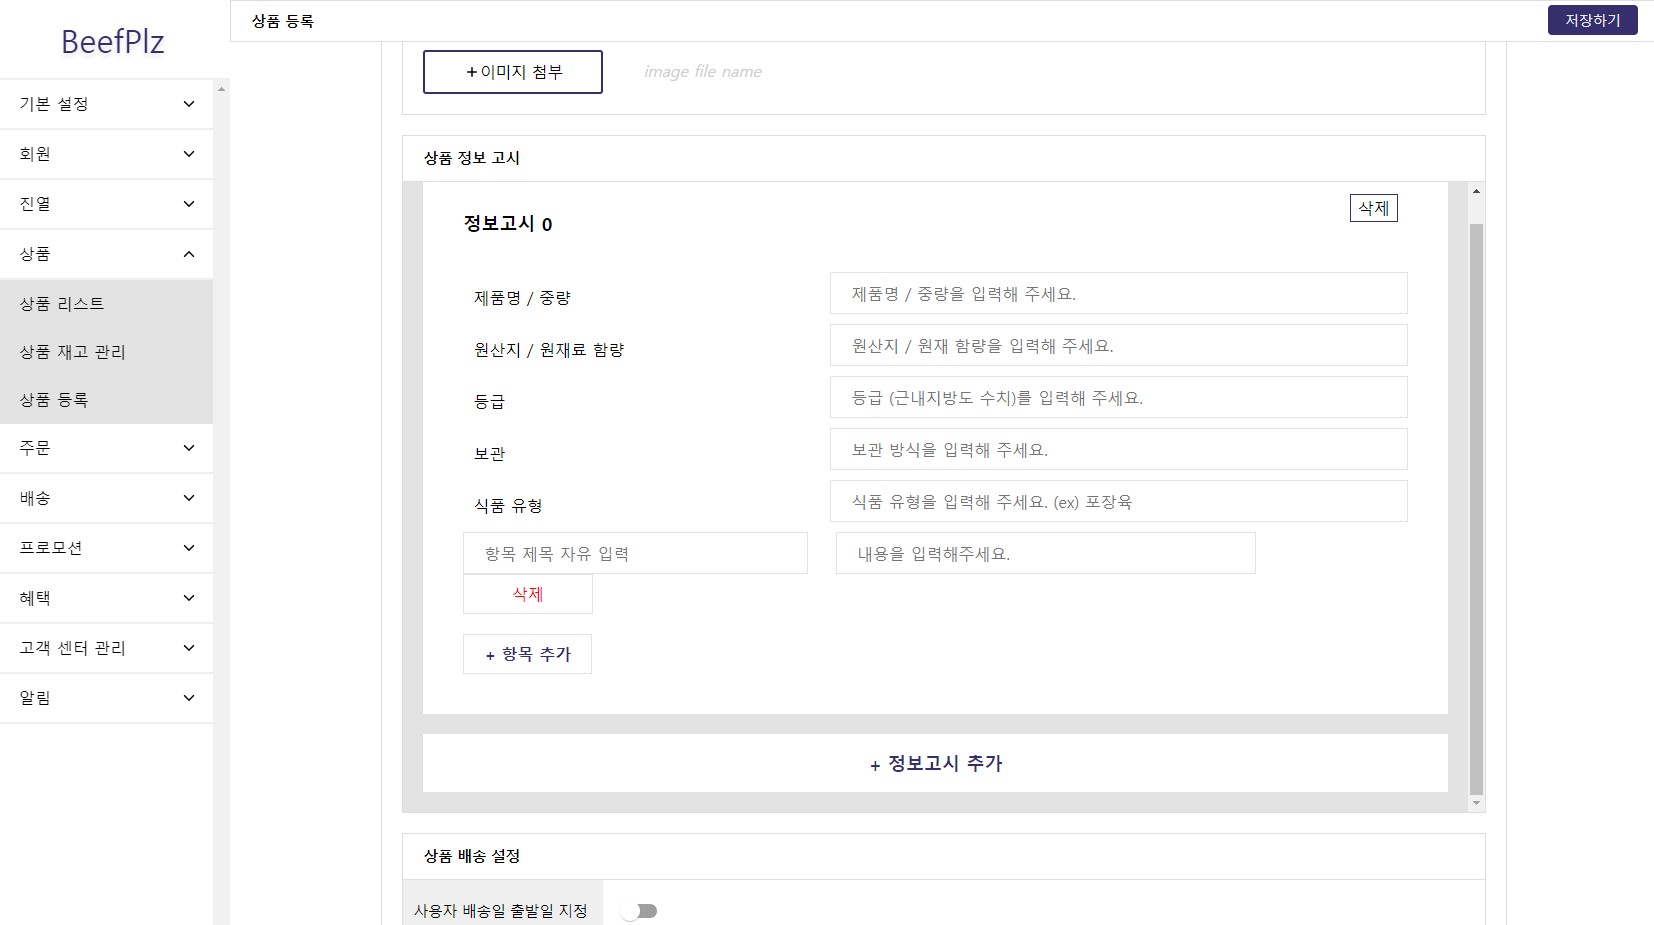 BeefPlz
상품 등록
저장하기
기본 설정
회원
진열
상품
상품 리스트
상품 재고 관리
상품 등록
주문
배송
프로모션
혜택
고객 센터 관리
알림
+ 이미지 첨부
image file name
상품 정보 고시
정보고시 0
삭제
제품명 / 중량
제품명 / 중량을 입력해 주세요.
원산지 / 원재료 함량
원산지 / 원재 함량을 입력해 주세요.
등급
등급 (근내지방도 수치)를 입력해 주세요.
보관
보관 방식을 입력해 주세요.
식품 유형
식품 유형을 입력해 주세요. (ex) 포장육
항목 제목 자유 입력
내용을 입력해주세요.
삭제
+ 항목 추가
+ 정보고시 추가
상품 배송 설정
사용자 배송일 출발일 지정